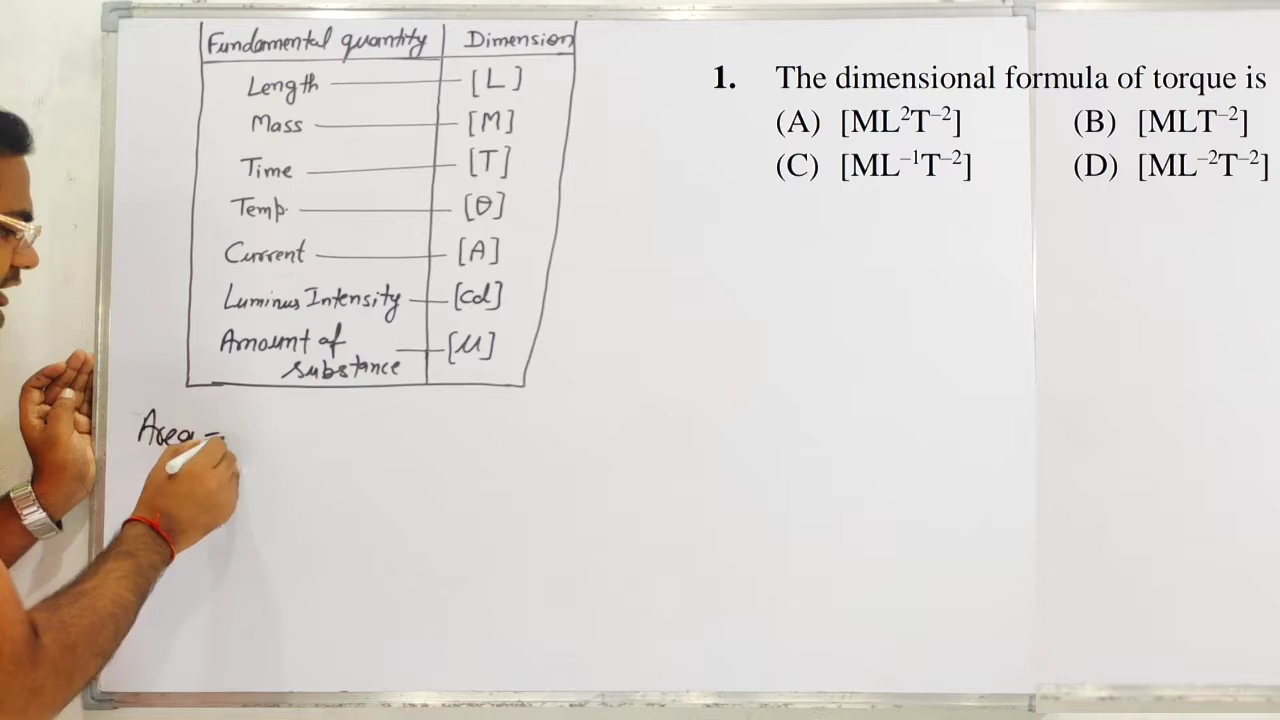 Fundamental quantity Dimension
Length [L]
Mass [M]
Time [T]
Temp. [θ]
Current [A]
Luminus Intensity [Cd]
Amount of
substance [M]
Area =
1. The dimensional formula of torque is
(A) [ML²T⁻²] (B) [MLT⁻²]
(C) [ML⁻¹T⁻²] (D) [ML⁻²T⁻²]